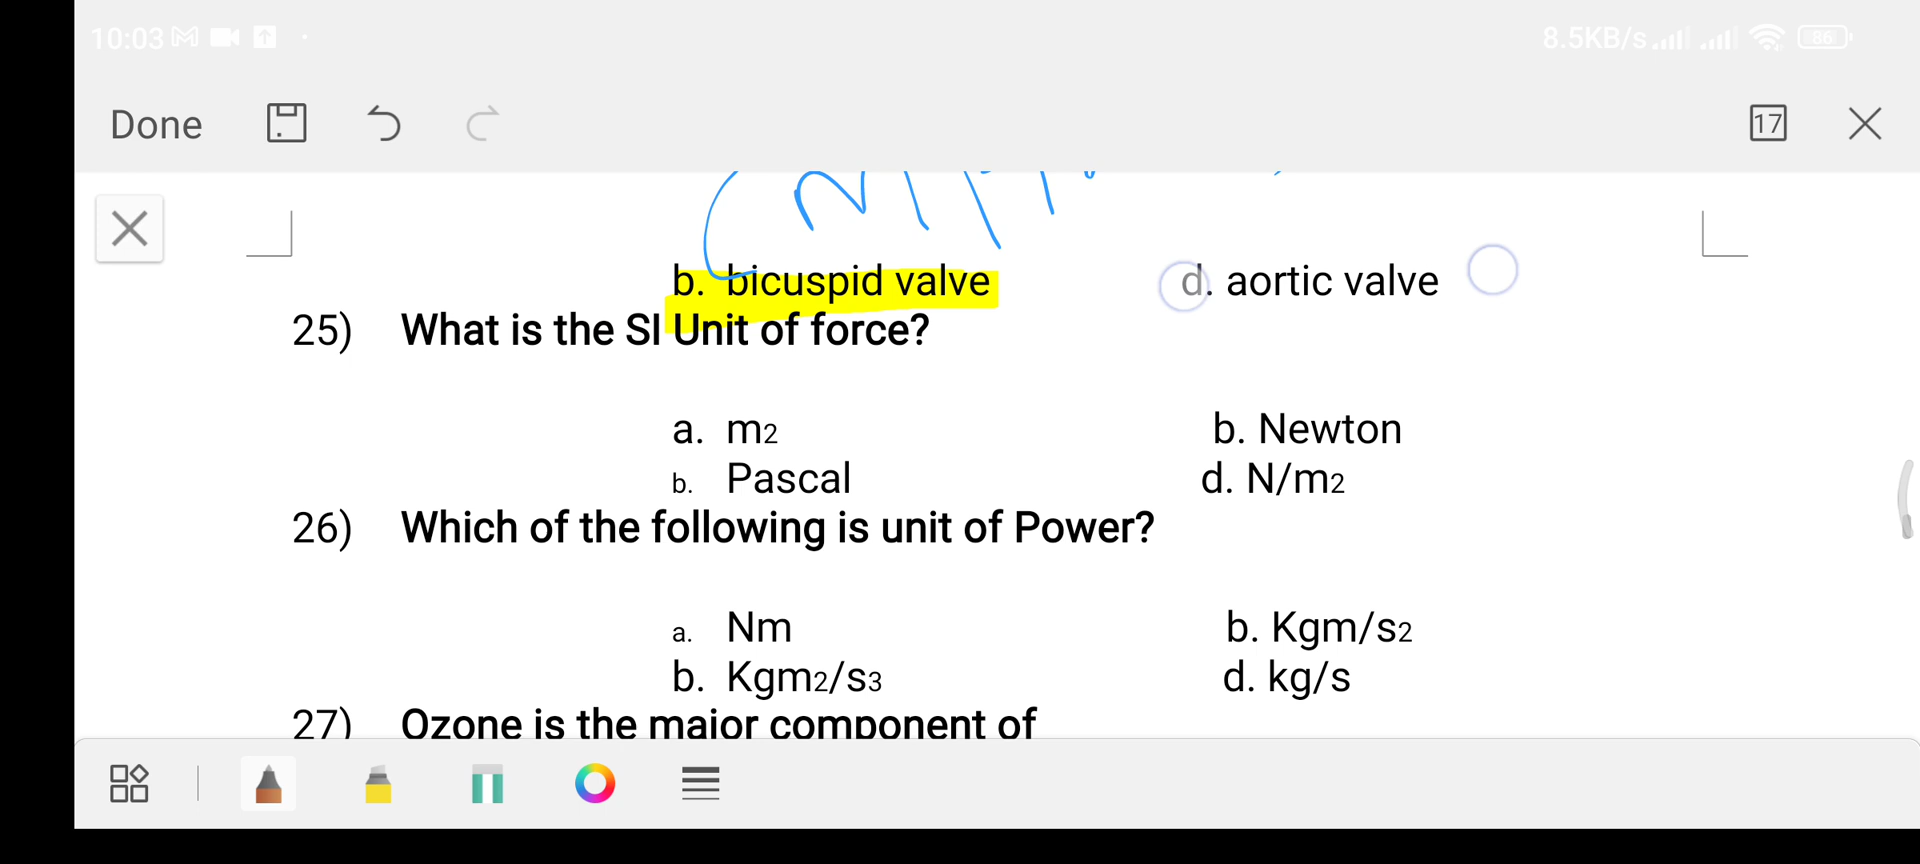 10:03
8.5KB/s
86
Done
17
b. bicuspid valve d. aortic valve
25) What is the SI Unit of force?
a. m2 b. Newton
b. Pascal d. N/m2
26) Which of the following is unit of Power?
a. Nm b. Kgm/s2
b. Kgm2/s3 d. kg/s
27) Ozone is the major component of